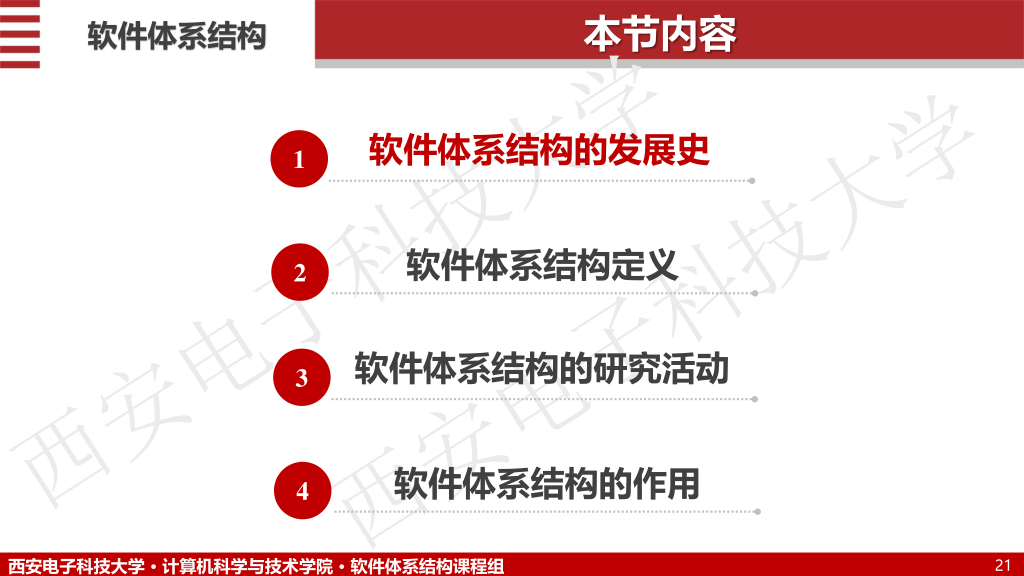 软件体系结构
本节内容
1
软件体系结构的发展史
2
软件体系结构定义
3
软件体系结构的研究活动
4
软件体系结构的作用
西安电子科技大学
西安电子科技大学
西安电子科技大学·计算机科学与技术学院·软件体系结构课程组
21